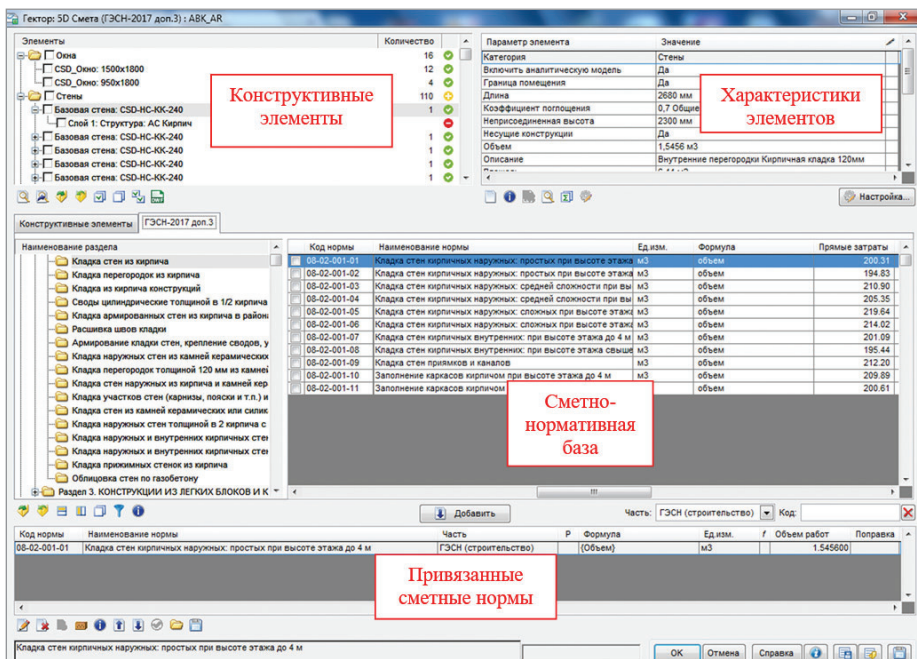 Гектор: 5D Смета (ГЭСН-2017 доп.3) : ABK_AR
Элементы Количество
Окна 16
CSD_Окно: 1500x1800 12
CSD_Окно: 950x1800 4
Стены 110
Базовая стена: CSD-НС-КК-240 1
Слой 1: Структура: АС Кирпич
Базовая стена: CSD-НС-КК-240 1
Базовая стена: CSD-НС-КК-240 1
Базовая стена: CSD-НС-КК-240 1
Базовая стена: CSD-НС-КК-240 1
Конструктивные
элементы
Параметр элемента Значение
Категория Стены
Включить аналитическую модель Да
Граница помещения Да
Длина 2680 мм
Коэффициент поглощения 0,7 Общие
Неприсоединенная высота 2300 мм
Несущие конструкции Да
Объем 1,5456 м3
Описание Внутренние перегородки Кирпичная кладка 120мм
Характеристики
элементов
Настройка...
Конструктивные элементы ГЭСН-2017 доп.3
Наименование раздела
Кладка стен из кирпича
Кладка перегородок из кирпича
Кладка из кирпича конструкций
Своды цилиндрические толщиной в 1/2 кирпича
Кладка армированных стен из кирпича в район
Расшивка швов кладки
Армирование кладки стен, крепление сводов, у
Кладка наружных стен из камней керамических
Кладка перегородок толщиной 120 мм из камней
Кладка стен наружных из кирпича и камней кер
Кладка участков стен (карнизы, пояски и т.п.) и
Кладка стен из камней керамических или силик
Кладка наружных стен толщиной в 2 кирпича с
Кладка наружных и внутренних кирпичных стен
Кладка наружных и внутренних кирпичных стен
Кладка прижимных стенок из кирпича
Облицовка стен по газобетону
Раздел 3. КОНСТРУКЦИИ ИЗ ЛЕГКИХ БЛОКОВ И К
Код нормы Наименование нормы Ед.изм. Формула Прямые затраты
08-02-001-01 Кладка стен кирпичных наружных: простых при высоте этажа м3 объем 200.31
08-02-001-02 Кладка стен кирпичных наружных: простых при высоте этажа м3 объем 194.83
08-02-001-03 Кладка стен кирпичных наружных: средней сложности при вы м3 объем 210.90
08-02-001-04 Кладка стен кирпичных наружных: средней сложности при вы м3 объем 205.35
08-02-001-05 Кладка стен кирпичных наружных: сложных при высоте этажа м3 объем 219.64
08-02-001-06 Кладка стен кирпичных наружных: сложных при высоте этажа м3 объем 214.02
08-02-001-07 Кладка стен кирпичных внутренних: при высоте этажа до 4 м м3 объем 201.09
08-02-001-08 Кладка стен кирпичных внутренних: при высоте этажа свыше м3 объем 195.44
08-02-001-09 Кладка стен приямков и каналов м3 объем 212.20
08-02-001-10 Заполнение каркасов кирпичом при высоте этажа до 4 м м3 объем 209.89
08-02-001-11 Заполнение каркасов кирпичом объем 200.61
Сметно-
нормативная
база
Добавить Часть: ГЭСН (строительство) Код:
Код нормы Наименование нормы Часть Р Формула Ед.изм. f Объем работ Поправка
08-02-001-01 Кладка стен кирпичных наружных: простых при высоте этажа до 4 м ГЭСН (строительство) {Объем} м3 1.545600
Привязанные
сметные нормы
Кладка стен кирпичных наружных: простых при высоте этажа до 4 м
OK Отмена Справка